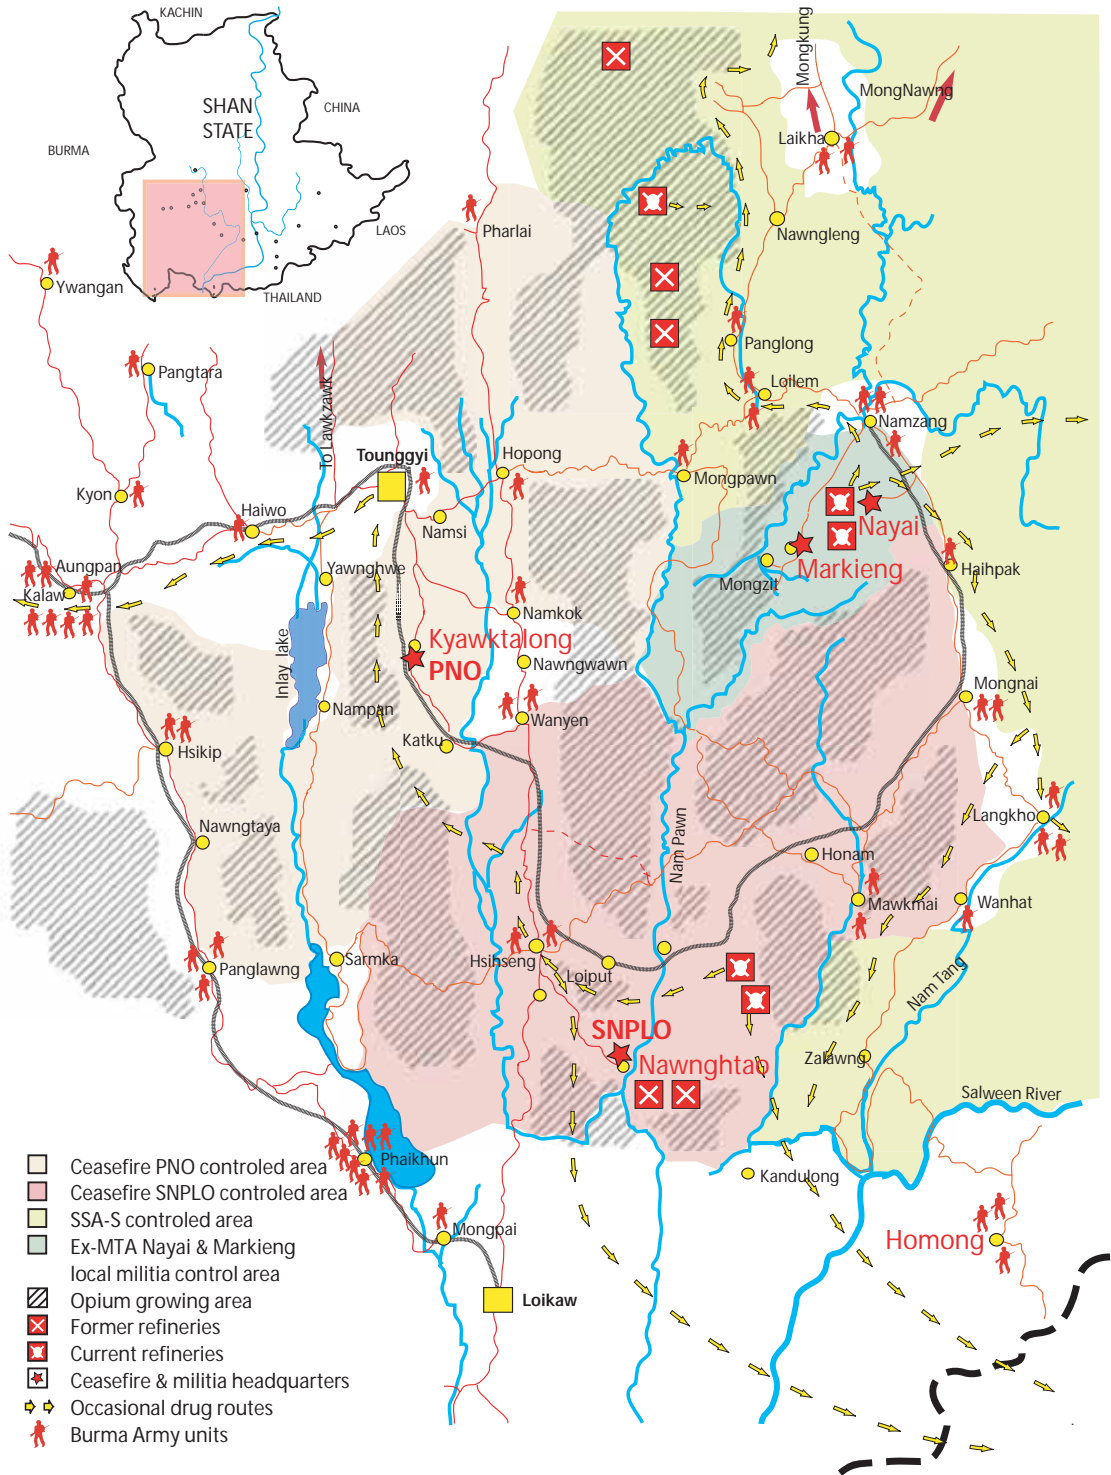 KACHIN
SHAN
STATE
CHINA
BURMA
LAOS
THAILAND
Mongkung
MongNawng
Laikha
Pharlai
Nawngleng
Ywangan
Panglong
Pangtara
Loilem
To Lawkzawk
Namzang
Tounggyi
Hopong
Mongpawn
Kyon
Nayai
Haiwo
Namsi
Markieng
Aungpan
Yawnghwe
Haihpak
Kalaw
Mongzit
Namkok
Kyawktalong
PNO
Nawngwawn
Inlay lake
Mongnai
Nampan
Wanyen
Katku
Hsikip
Langkho
Nawngtaya
Nam Pawn
Honam
Mawkmai
Wanhat
Sarmka
Hsihseng
Panglawng
Loiput
Nam Tang
SNPLO
Nawnghtao
Zalawng
Salween River
Phaikhun
Kandulong
Mongpai
Homong
Loikaw
Ceasefire PNO controled area
Ceasefire SNPLO controled area
SSA-S controled area
Ex-MTA Nayai & Markieng
local militia control area
Opium growing area
Former refineries
Current refineries
Ceasefire & militia headquarters
Occasional drug routes
Burma Army units